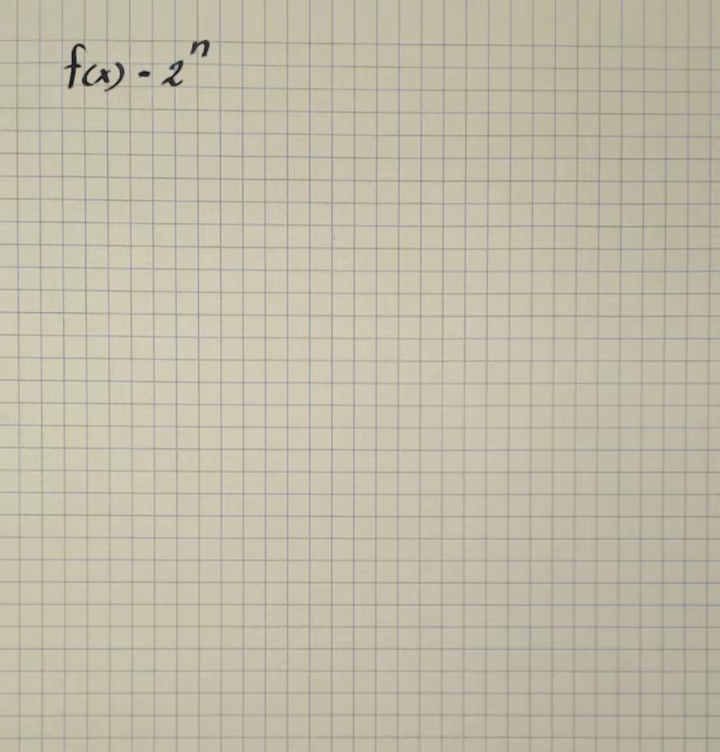 f(x) = 2^n